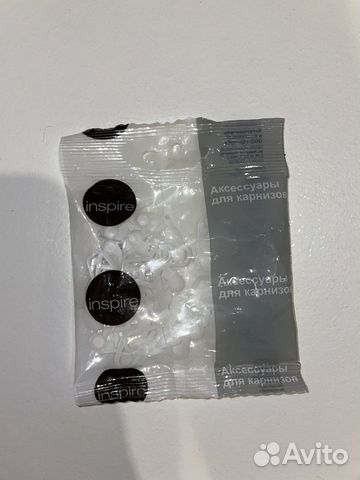 Аксессуары
для карнизов
inspire
Аксессуары
для карнизов
inspire
Аксессуары
для карнизов
inspire
Avito